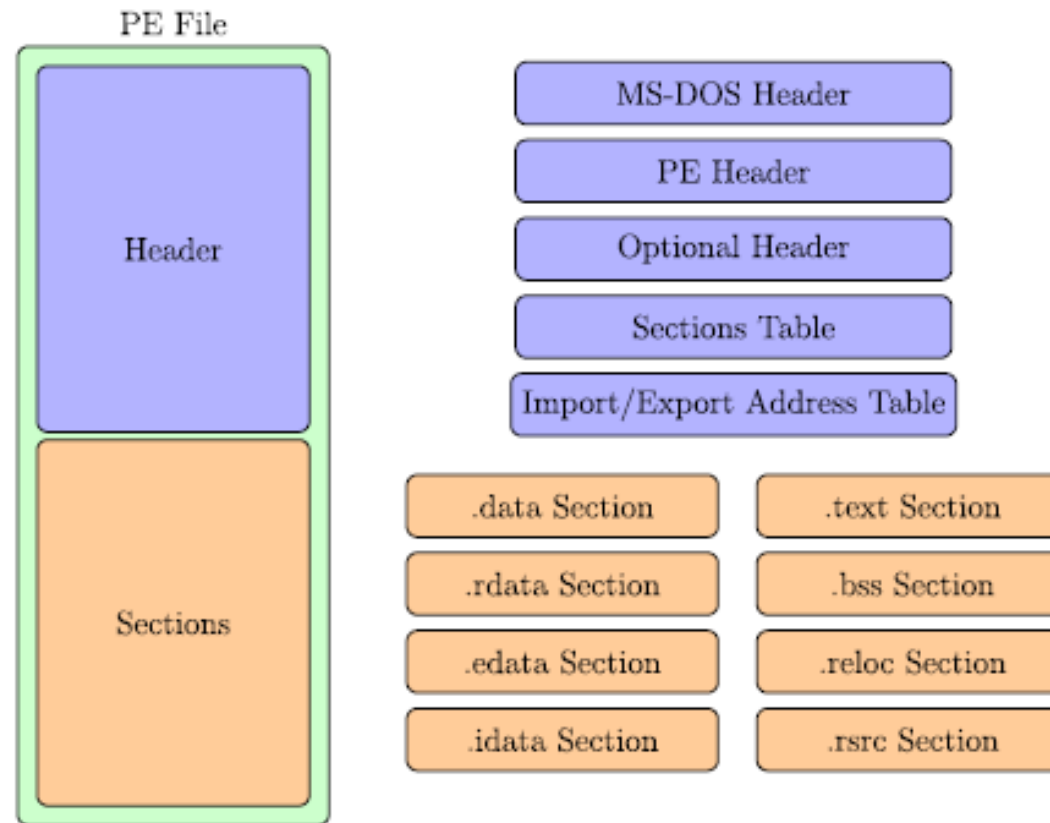 PE File
Header
Sections
MS-DOS Header
PE Header
Optional Header
Sections Table
Import/Export Address Table
.data Section
.text Section
.rdata Section
.bss Section
.edata Section
.reloc Section
.idata Section
.rsrc Section